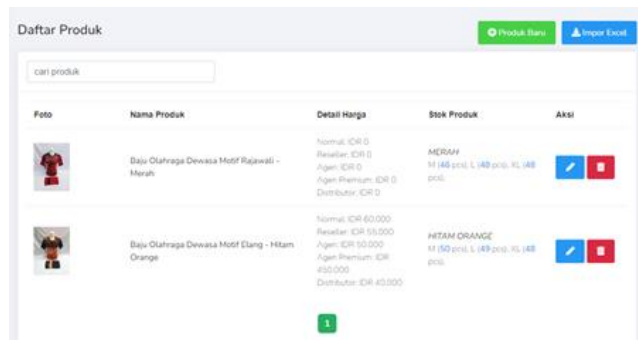 Daftar Produk
Produk Baru
Impor Excel
cari produk
Foto Nama Produk Detail Harga Stok Produk Aksi
Baju Olahraga Dewasa Motif Rajawali -
Merah
Normal: IDR 0
Reseller: IDR 0
Agen: IDR 0
Agen Premium: IDR 0
Distributor: IDR 0
MERAH
M (46 pcs), L (48 pcs), XL (48
pcs),
Baju Olahraga Dewasa Motif Elang - Hitam
Orange
Normal: IDR 60.000
Reseller: IDR 55.000
Agen: IDR 50.000
Agen Premium: IDR
450.000
Distributor: IDR 40.000
HITAM ORANGE
M (50 pcs), L (49 pcs), XL (48
pcs),
1